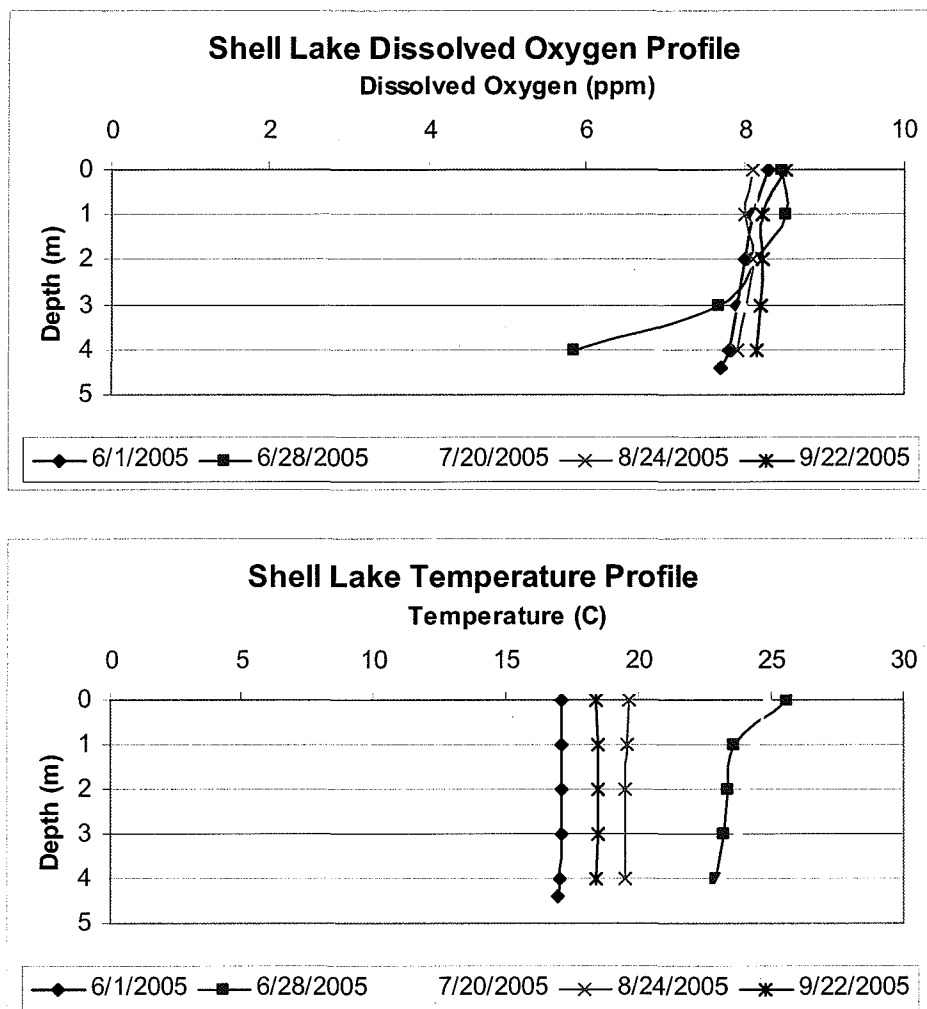 Shell Lake Dissolved Oxygen Profile
Dissolved Oxygen (ppm)
0 2 4 6 8 10
0
1
2
3
4
5
Depth (m)
6/1/2005 6/28/2005 7/20/2005 8/24/2005 9/22/2005
Shell Lake Temperature Profile
Temperature (C)
0 5 10 15 20 25 30
0
1
2
3
4
5
Depth (m)
6/1/2005 6/28/2005 7/20/2005 8/24/2005 9/22/2005